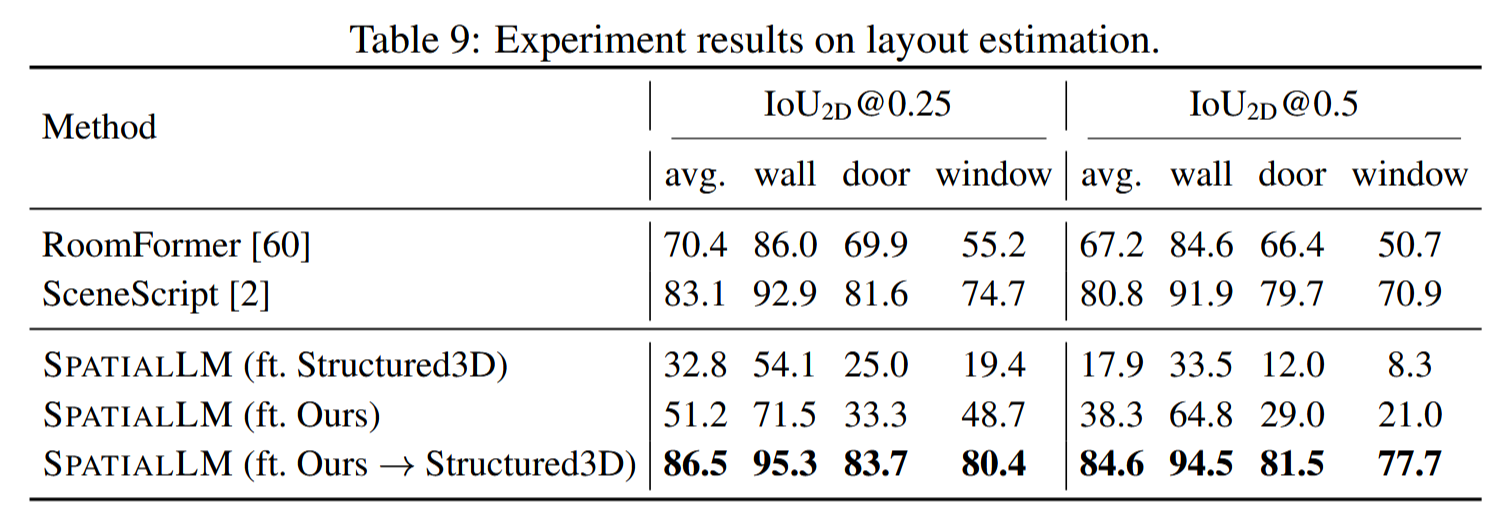 Table 9: Experiment results on layout estimation.
Method IoU2D@0.25 IoU2D@0.5
avg. wall door window avg. wall door window
RoomFormer [60] 70.4 86.0 69.9 55.2 67.2 84.6 66.4 50.7
SceneScript [2] 83.1 92.9 81.6 74.7 80.8 91.9 79.7 70.9
SPATIALLM (ft. Structured3D) 32.8 54.1 25.0 19.4 17.9 33.5 12.0 8.3
SPATIALLM (ft. Ours) 51.2 71.5 33.3 48.7 38.3 64.8 29.0 21.0
SPATIALLM (ft. Ours → Structured3D) 86.5 95.3 83.7 80.4 84.6 94.5 81.5 77.7